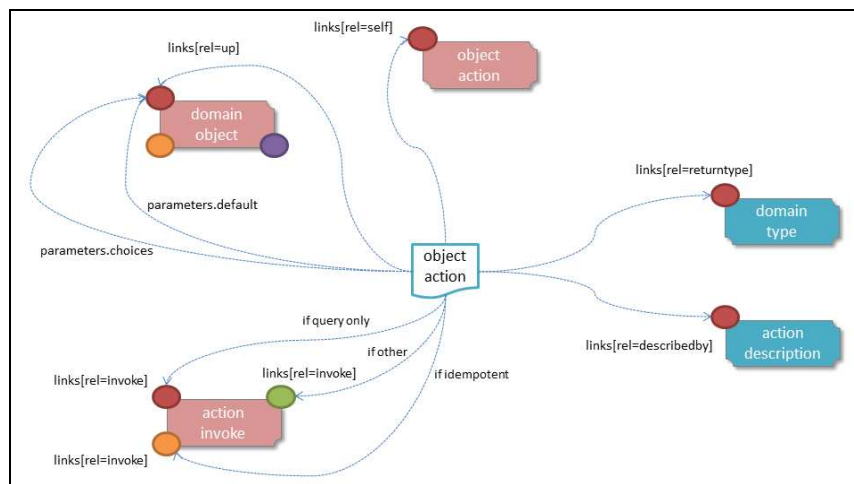 links[rel=self]
object
action
links[rel=up]
domain
object
links[rel=returntype]
domain
type
parameters.default
parameters.choices
object
action
if query only
if other
if idempotent
links[rel=describedby]
action
description
links[rel=invoke]
links[rel=invoke]
action
invoke
links[rel=invoke]